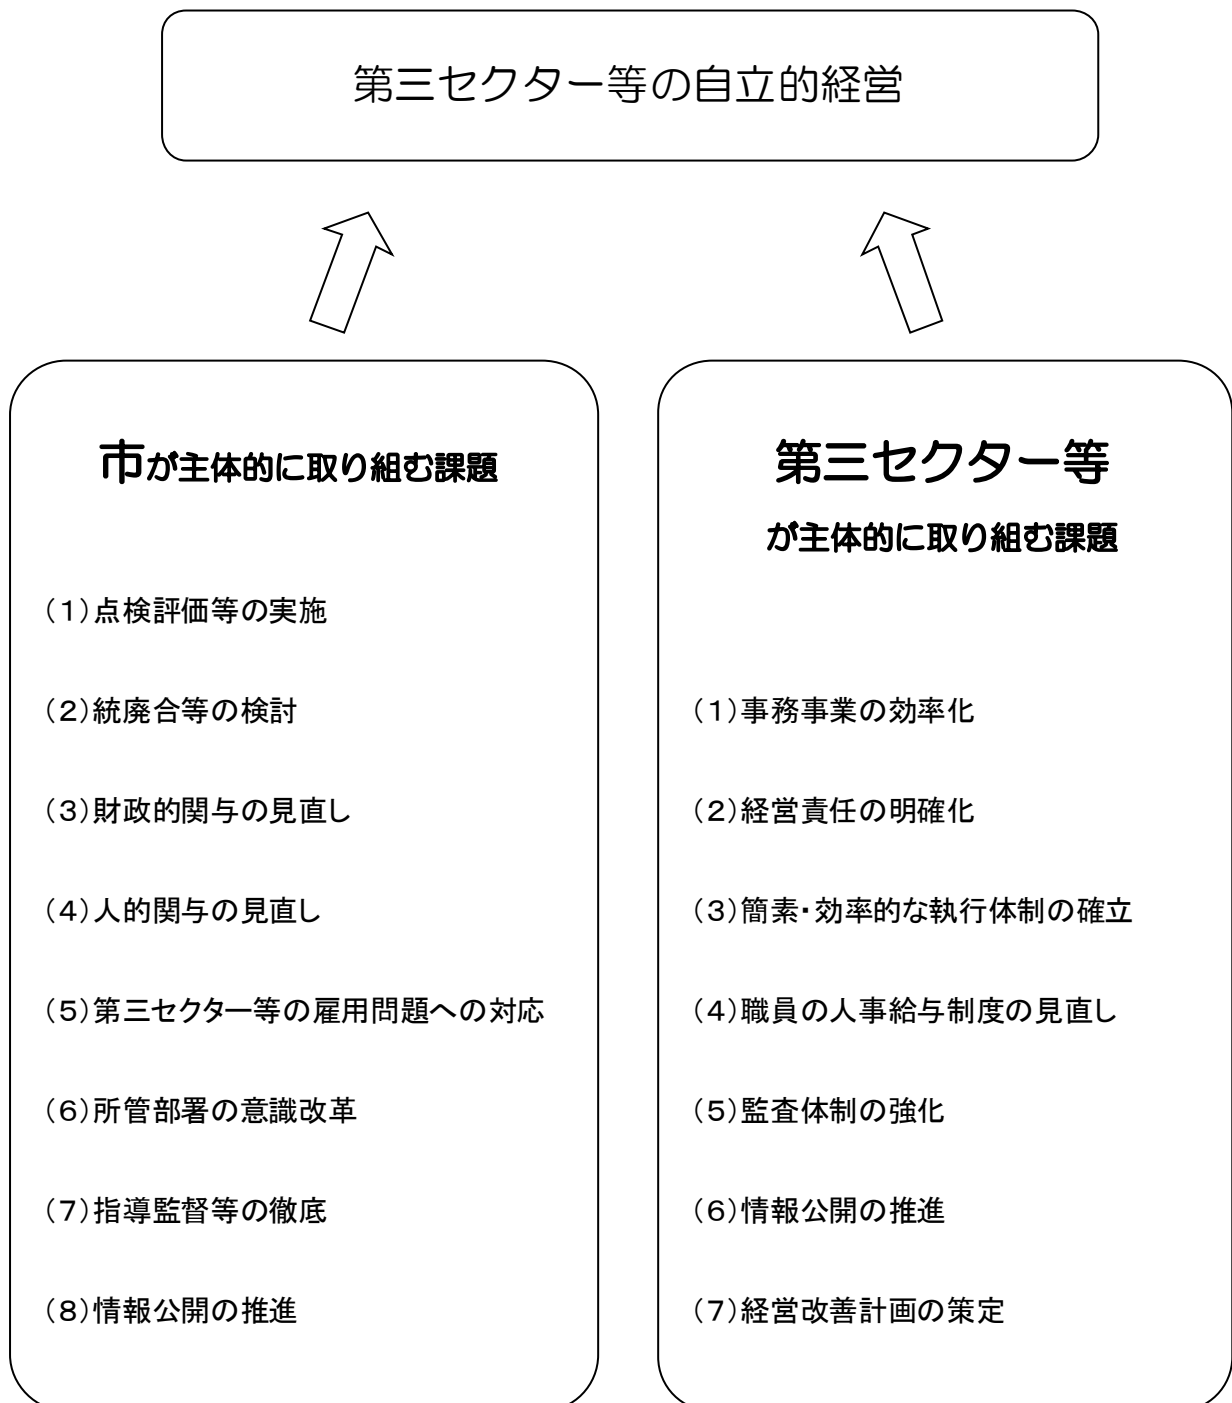 第三セクター等の自立的経営
市が主体的に取り組む課題
（１）点検評価等の実施
（２）統廃合等の検討
（３）財政的関与の見直し
（４）人的関与の見直し
（５）第三セクター等の雇用問題への対応
（６）所管部署の意識改革
（７）指導監督等の徹底
（８）情報公開の推進
第三セクター等
が主体的に取り組む課題
（１）事務事業の効率化
（２）経営責任の明確化
（３）簡素・効率的な執行体制の確立
（４）職員の人事給与制度の見直し
（５）監査体制の強化
（６）情報公開の推進
（７）経営改善計画の策定